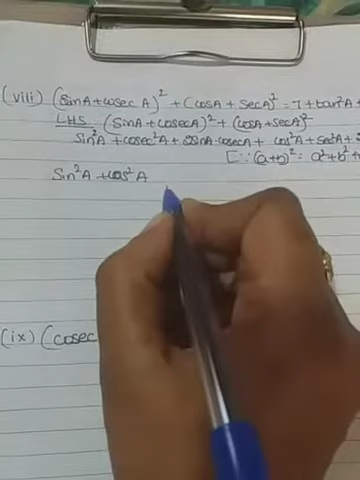 (viii) (sinA + cosec A)² + (cosA + secA)² = 7 + tan²A +
LHS (sinA + cosecA)² + (cosA + secA)²
sin²A + cosec²A + 2sinA·cosecA + cos²A + sec²A +
[∵ (a+b)² = a² + b² +
Sin²A + cos²A
(ix) (cosec